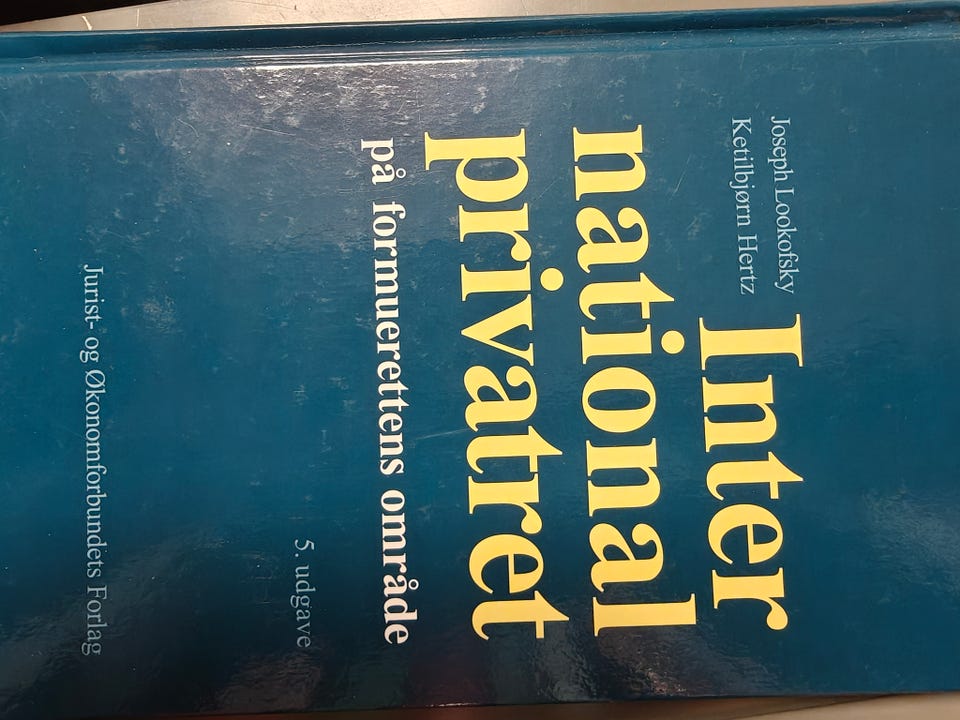 Joseph Lookofsky
Ketilbjørn Hertz
Inter
national
privatret
på formuerettens område
5. udgave
Jurist- og Økonomforbundets Forlag